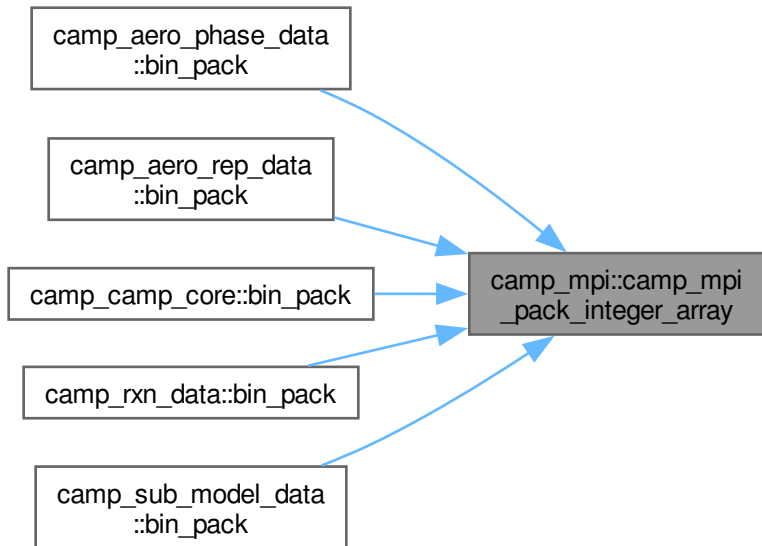 camp_aero_phase_data
::bin_pack
camp_aero_rep_data
::bin_pack
camp_camp_core::bin_pack
camp_mpi::camp_mpi
_pack_integer_array
camp_rxn_data::bin_pack
camp_sub_model_data
::bin_pack